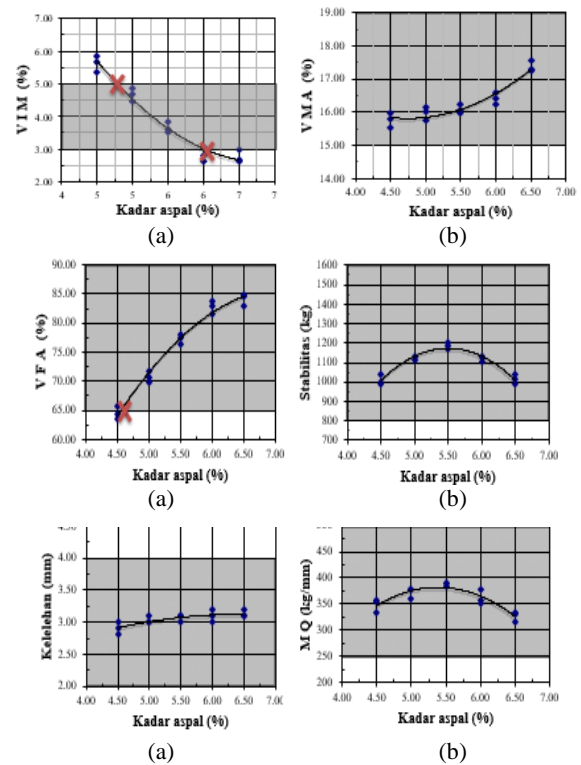 7.00
6.00
5.00
4.00
3.00
2.00
VIM (%)
4 5 5 6 6 7 7
Kadar aspal (%)
(a)
19.00
18.00
17.00
16.00
15.00
14.00
VMA (%)
4.00 4.50 5.00 5.50 6.00 6.50 7.00
Kadar aspal (%)
(b)
90.00
85.00
80.00
75.00
70.00
65.00
60.00
VFA (%)
4.00 4.50 5.00 5.50 6.00 6.50 7.00
Kadar aspal (%)
(a)
1600
1500
1400
1300
1200
1100
1000
900
800
700
Stabilitas (kg)
4.00 4.50 5.00 5.50 6.00 6.50 7.00
Kadar aspal (%)
(b)
4.50
4.00
3.50
3.00
2.50
2.00
Kelelehan (mm)
4.00 4.50 5.00 5.50 6.00 6.50 7.00
Kadar aspal (%)
(a)
450
400
350
300
250
200
MQ (kg/mm)
4.00 4.50 5.00 5.50 6.00 6.50 7.00
Kadar aspal (%)
(b)